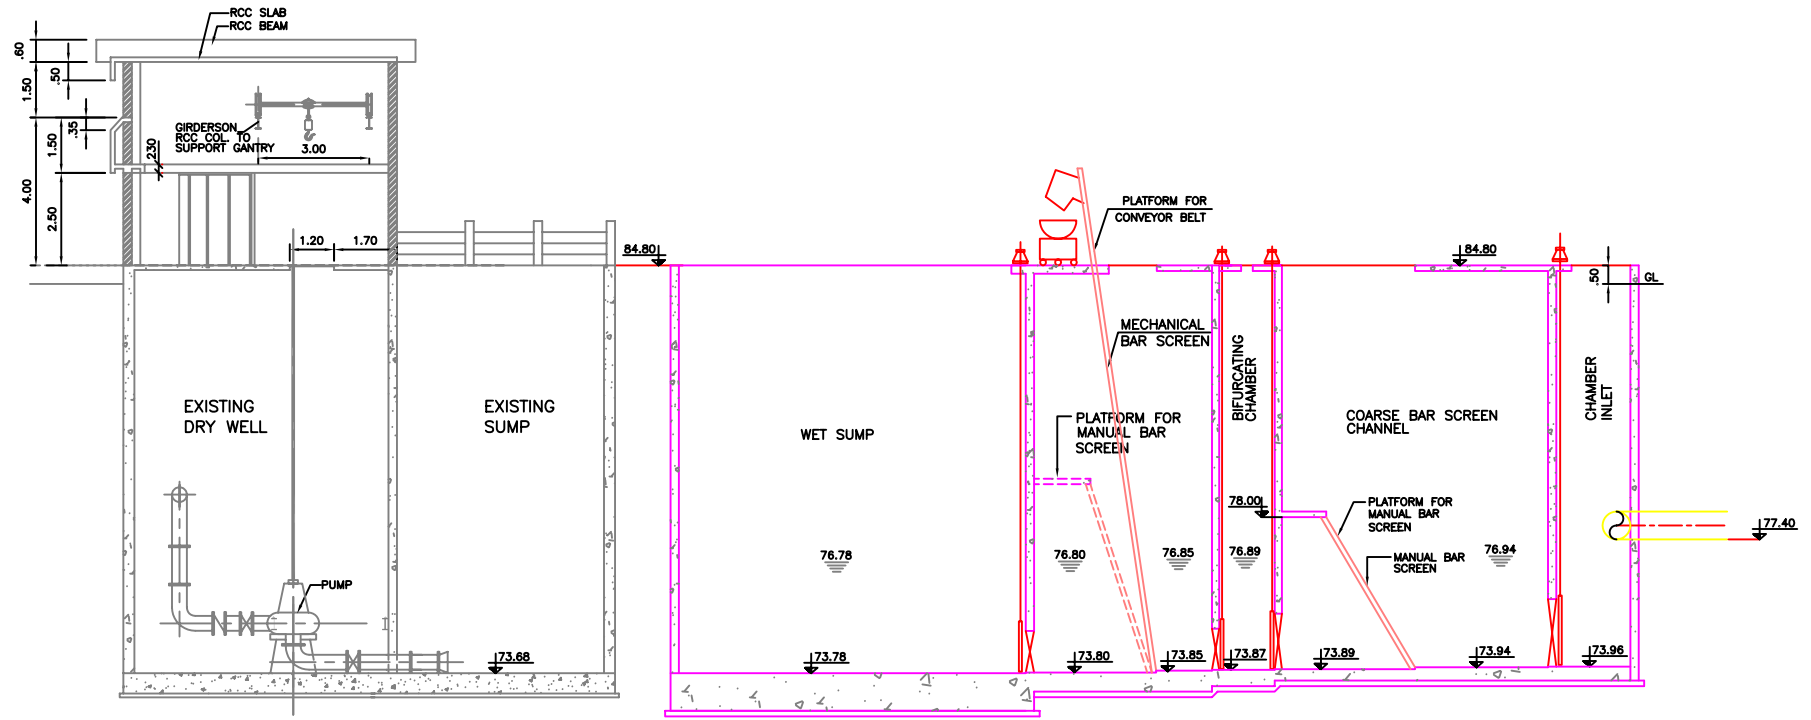 RCC SLAB
RCC BEAM
.60
.50
1.50
.35
1.50
4.00
2.50
230
GIRDERSON
RCC COL. TO
SUPPORT GANTRY
3.00
1.20
1.70
EXISTING
DRY WELL
EXISTING
SUMP
PUMP
73.68
84.80
WET SUMP
76.78
73.78
PLATFORM FOR
CONVEYOR BELT
MECHANICAL
BAR SCREEN
PLATFORM FOR
MANUAL BAR
SCREEN
76.80
73.80
76.85
73.85
BIFURCATING
CHAMBER
76.89
73.87
78.00
84.80
COARSE BAR SCREEN
CHANNEL
PLATFORM FOR
MANUAL BAR
SCREEN
MANUAL BAR
SCREEN
76.94
73.89
73.94
CHAMBER
INLET
.50
GL
77.40
73.96